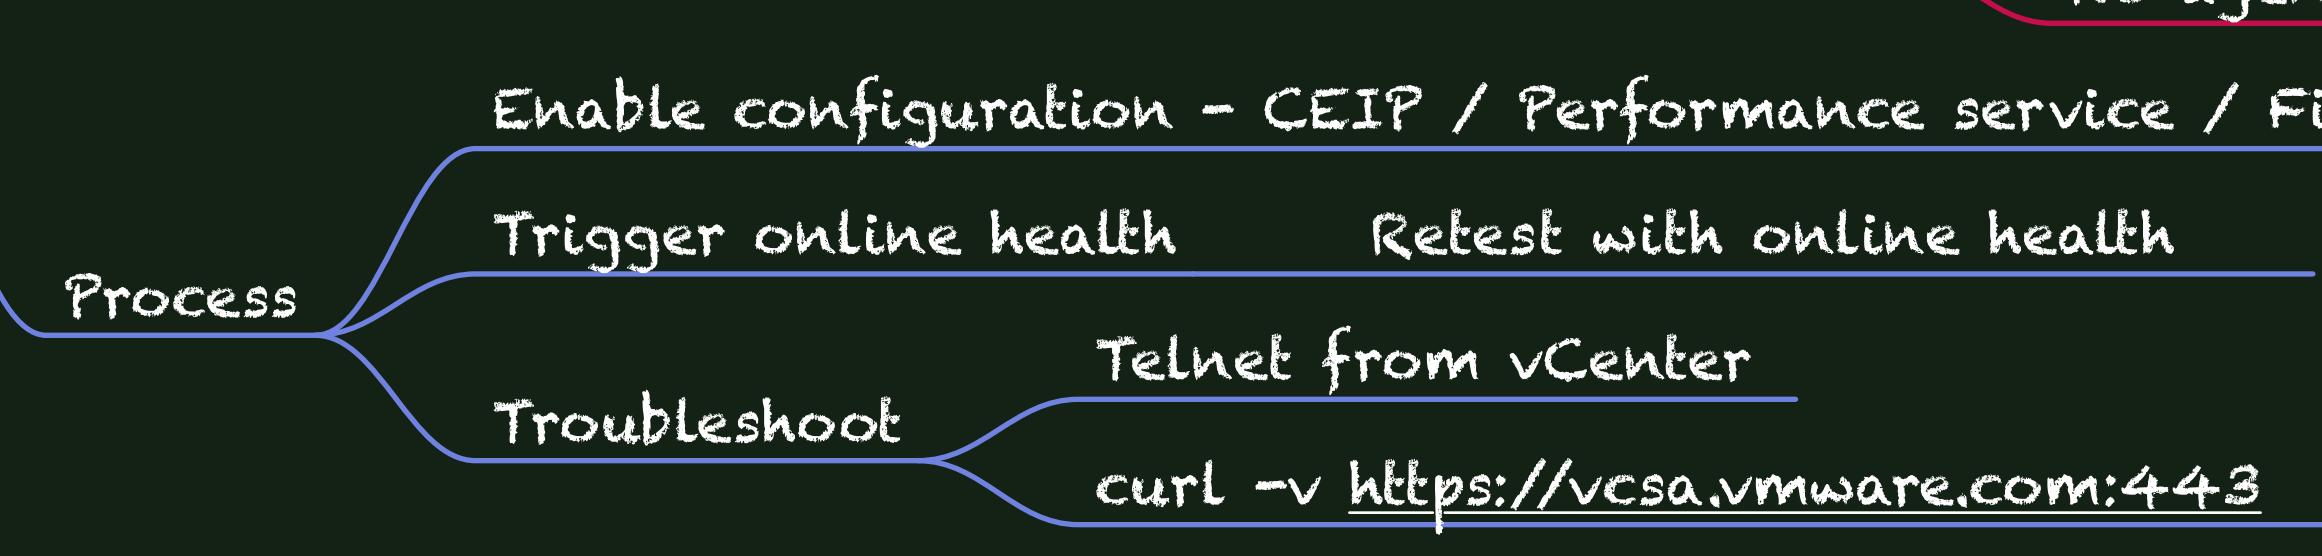 Enable configuration - CEIP / Performance service /
Trigger online health
Retest with online health
Process
Telnet from vCenter
Troubleshoot
curl -v https://vcsa.vmware.com:443